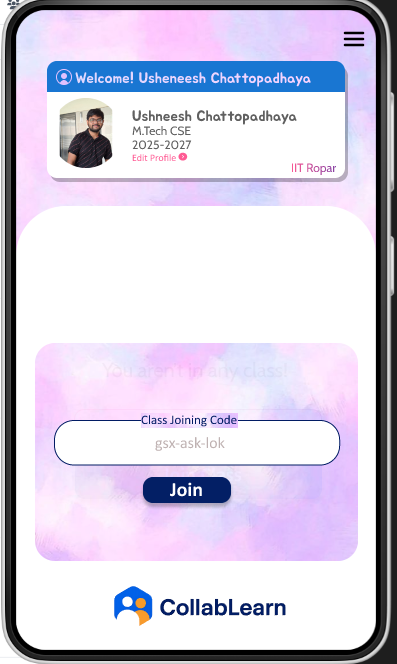 Welcome! Usheneesh Chattopadhaya
Ushneesh Chattopadhaya
M.Tech CSE
2025-2027
Edit Profile
IIT Ropar
You aren't in any class!
Class Joining Code
gsx-ask-lok
Join
CollabLearn